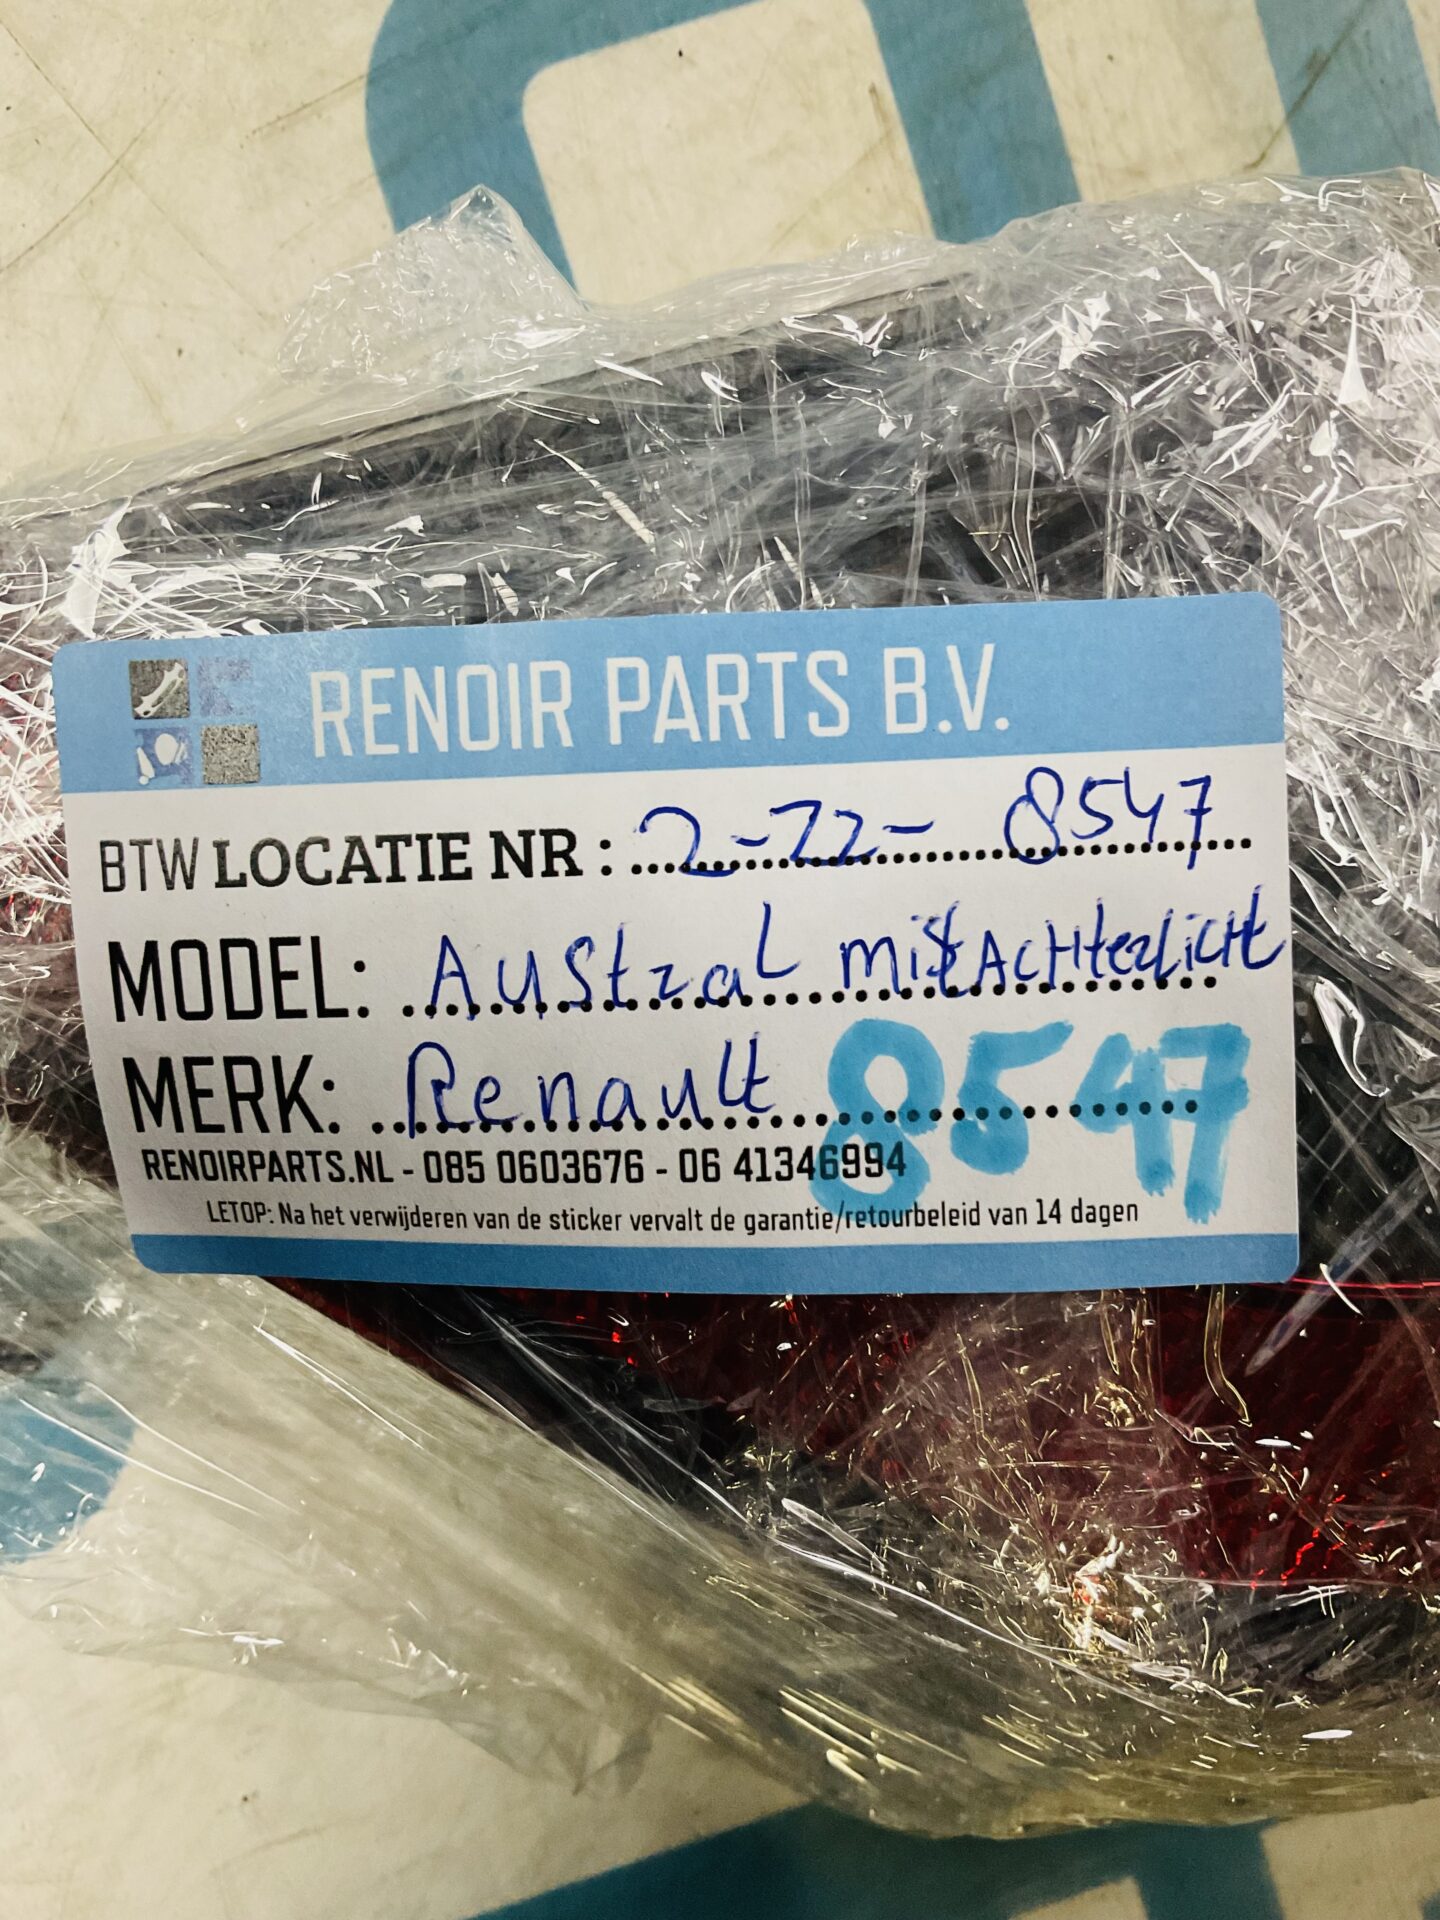 RENOIR PARTS B.V.
BTW LOCATIE NR : 2-22- 8547
MODEL: Austral mistAchterlicht
MERK: Renault 8547
RENOIRPARTS.NL - 085 0603676 - 06 41346994
LETOP: Na het verwijderen van de sticker vervalt de garantie/retourbeleid van 14 dagen